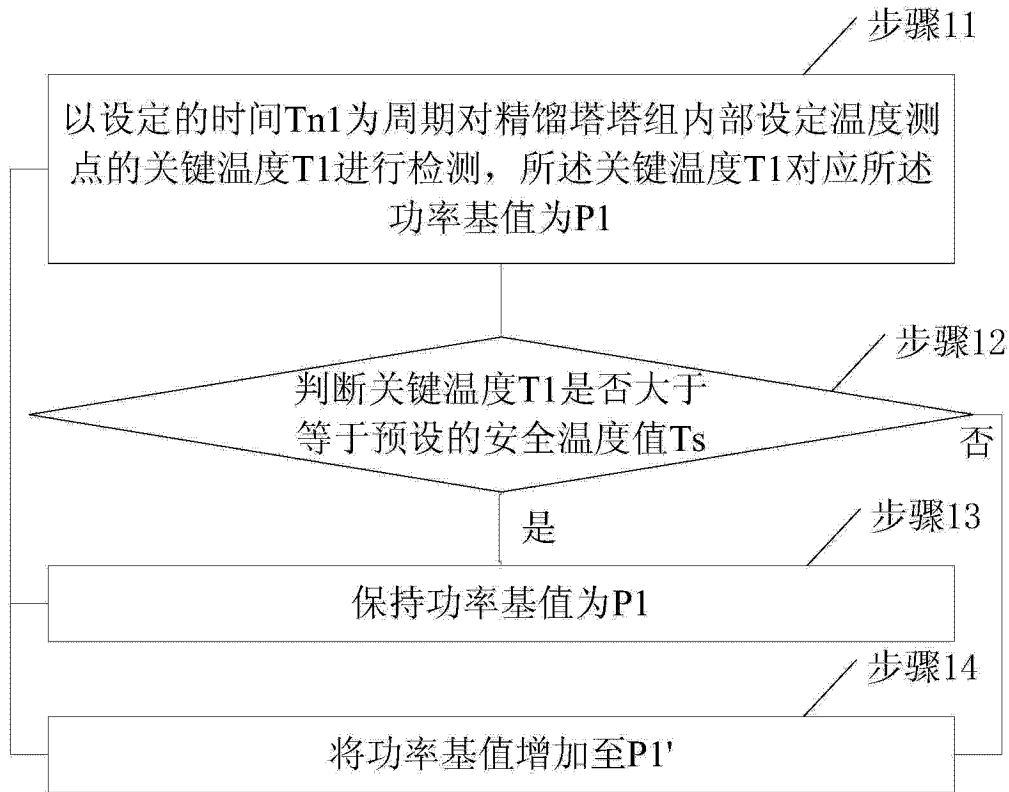 步骤11
以设定的时间Tn1为周期对精馏塔塔组内部设定温度测
点的关键温度T1进行检测，所述关键温度T1对应所述
功率基值为P1
步骤12
判断关键温度T1是否大于
等于预设的安全温度值Ts
否
是
步骤13
保持功率基值为P1
步骤14
将功率基值增加至P1'